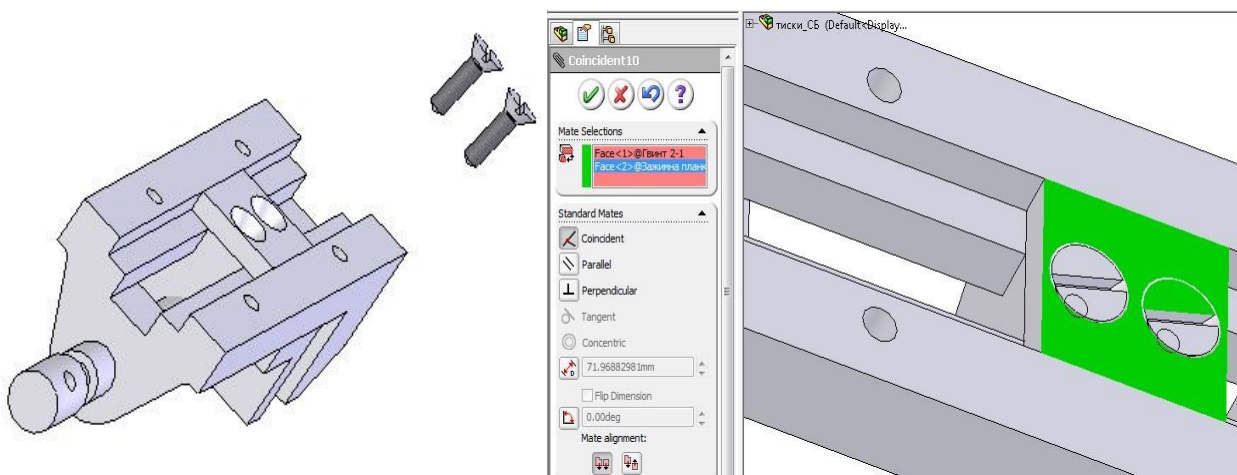 Coincident10
?
Mate Selections
Face<1>@Гвинт 2-1
Face<2>@Зажимна планк
Standard Mates
Coincident
Parallel
Perpendicular
Tangent
Concentric
71.96882981mm
Flip Dimension
0.00deg
Mate alignment:
тиски_СБ (Default<Display...